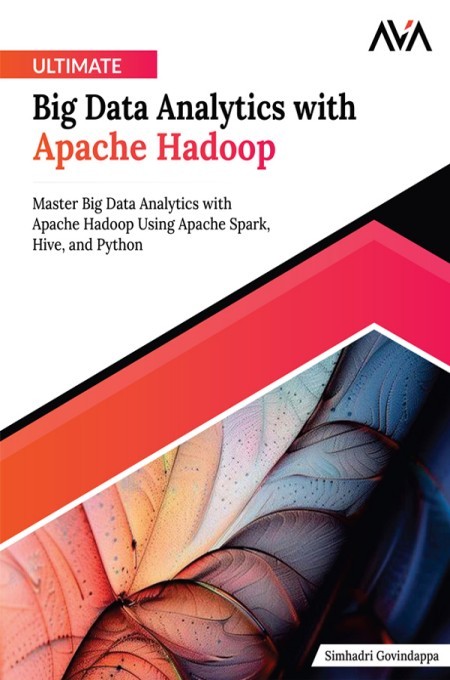 AVA
ULTIMATE
Big Data Analytics with
Apache Hadoop
Master Big Data Analytics with
Apache Hadoop Using Apache Spark,
Hive, and Python
Simhadri Govindappa